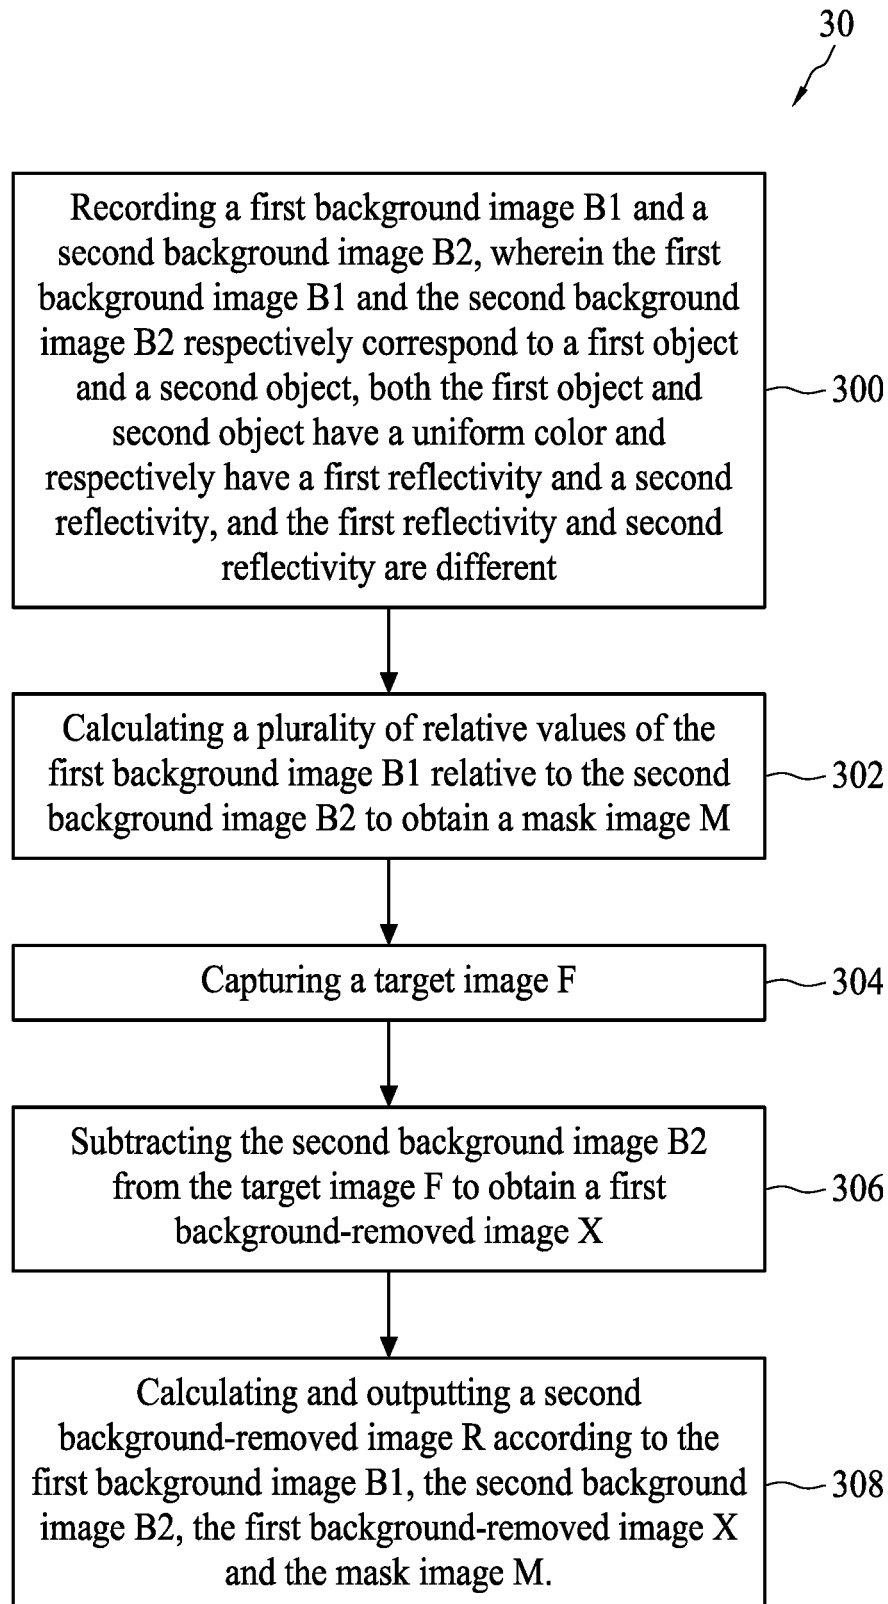 30
Recording a first background image B1 and a
second background image B2, wherein the first
background image B1 and the second background
image B2 respectively correspond to a first object
and a second object, both the first object and
second object have a uniform color and
respectively have a first reflectivity and a second
reflectivity, and the first reflectivity and second
reflectivity are different
300
Calculating a plurality of relative values of the
first background image B1 relative to the second
background image B2 to obtain a mask image M
302
Capturing a target image F
304
Subtracting the second background image B2
from the target image F to obtain a first
background-removed image X
306
Calculating and outputting a second
background-removed image R according to the
first background image B1, the second background
image B2, the first background-removed image X
and the mask image M.
308